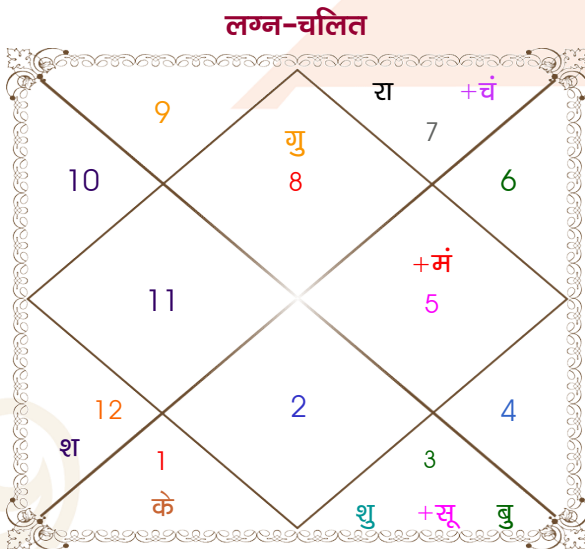 लग्न-चलित
रा +चं
9 7
गु
10 8 6
+मं
11 5
12 2 4
श 1 3
के शु +सू बु